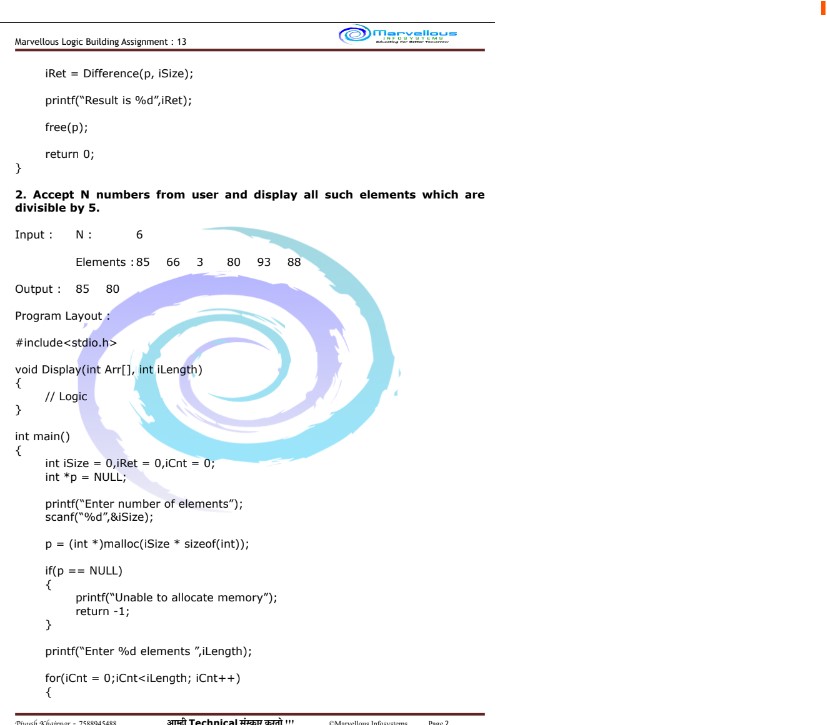 Marvellous Logic Building Assignment : 13
Marvellous
INFOSYSTEMS
Educating for Better Tomorrow
iRet = Difference(p, iSize);
printf(“Result is %d”,iRet);
free(p);
return 0;
}
2. Accept N numbers from user and display all such elements which are
divisible by 5.
Input : N : 6
Elements : 85 66 3 80 93 88
Output : 85 80
Program Layout :
#include<stdio.h>
void Display(int Arr[], int iLength)
{
// Logic
}
int main()
{
int iSize = 0,iRet = 0,iCnt = 0;
int *p = NULL;
printf(“Enter number of elements”);
scanf(“%d”,&iSize);
p = (int *)malloc(iSize * sizeof(int));
if(p == NULL)
{
printf(“Unable to allocate memory”);
return -1;
}
printf(“Enter %d elements ”,iLength);
for(iCnt = 0;iCnt<iLength; iCnt++)
{
- 7588945488 आम्ही Technical संस्कार करतो !!! ©Marvellous Infosystems Page 2